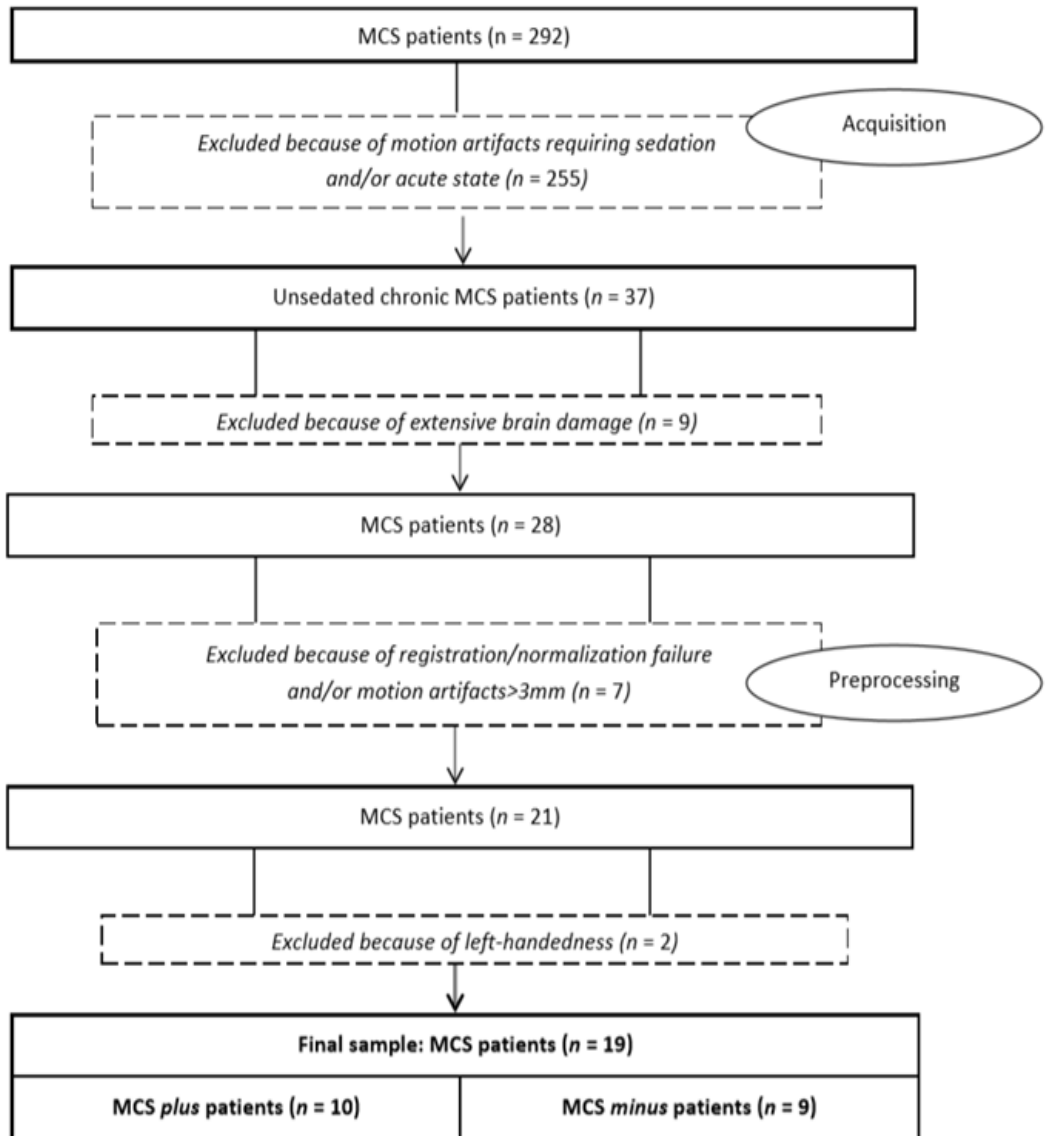 MCS patients (n = 292)
Acquisition
Excluded because of motion artifacts requiring sedation
and/or acute state (n = 255)
Unsedated chronic MCS patients (n = 37)
Excluded because of extensive brain damage (n = 9)
MCS patients (n = 28)
Excluded because of registration/normalization failure
and/or motion artifacts>3mm (n = 7)
Preprocessing
MCS patients (n = 21)
Excluded because of left-handedness (n = 2)
Final sample: MCS patients (n = 19)
MCS plus patients (n = 10)
MCS minus patients (n = 9)